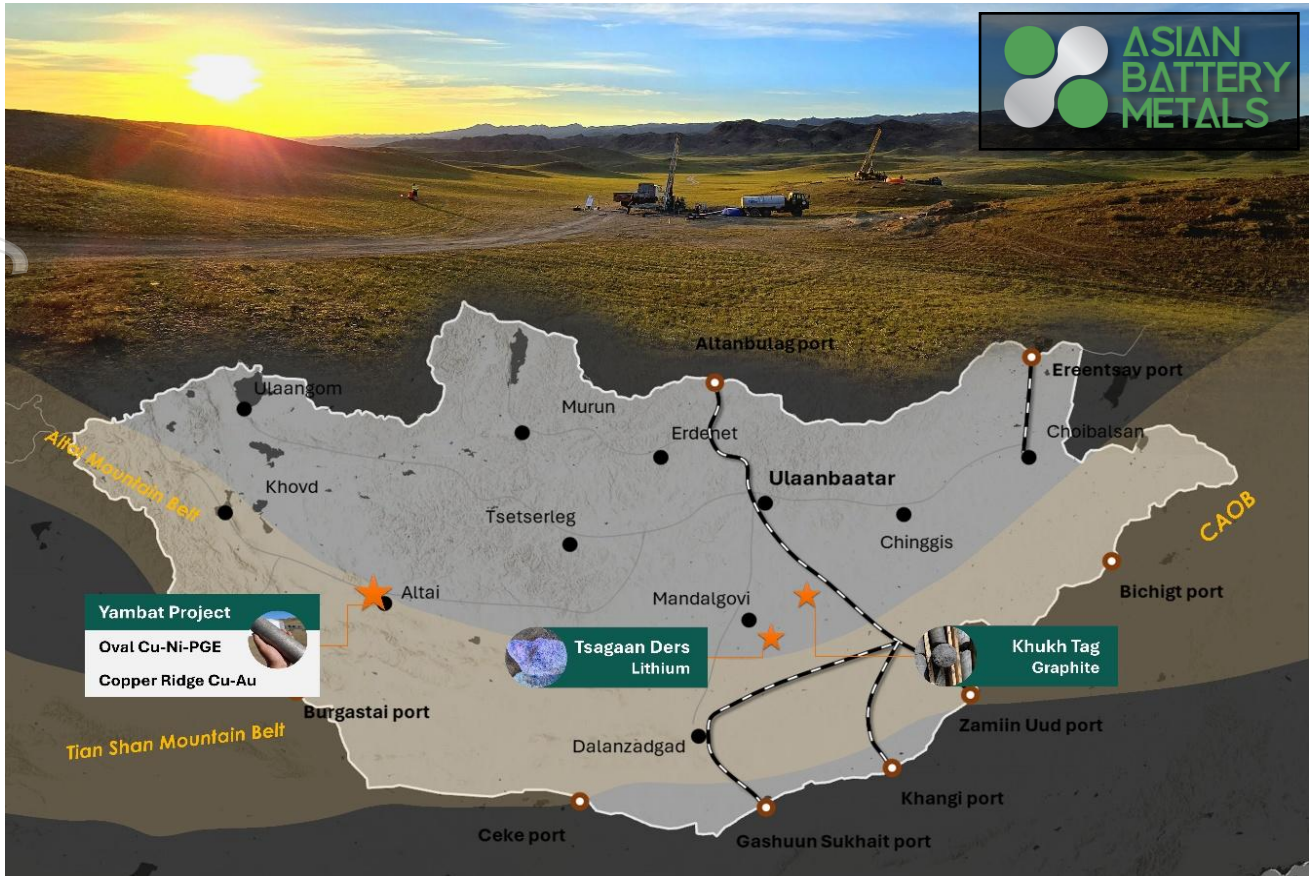 ASIAN
BATTERY
METALS
Altanbulag port
Ereentsav port
Ulaangom
Murun
Erdenet
Choibalsan
Altai Mountain Belt
Khovd
Ulaanbaatar
Tsetserleg
Chinggis
CAOB
Bichigt port
Altai
Mandalgovi
Yambat Project
Oval Cu-Ni-PGE
Copper Ridge Cu-Au
Tsagaan Ders
Lithium
Khukh Tag
Graphite
Burgastai port
Zamiin Uud port
Tian Shan Mountain Belt
Dalanzadgad
Khangi port
Ceke port
Gashuun Sukhait port